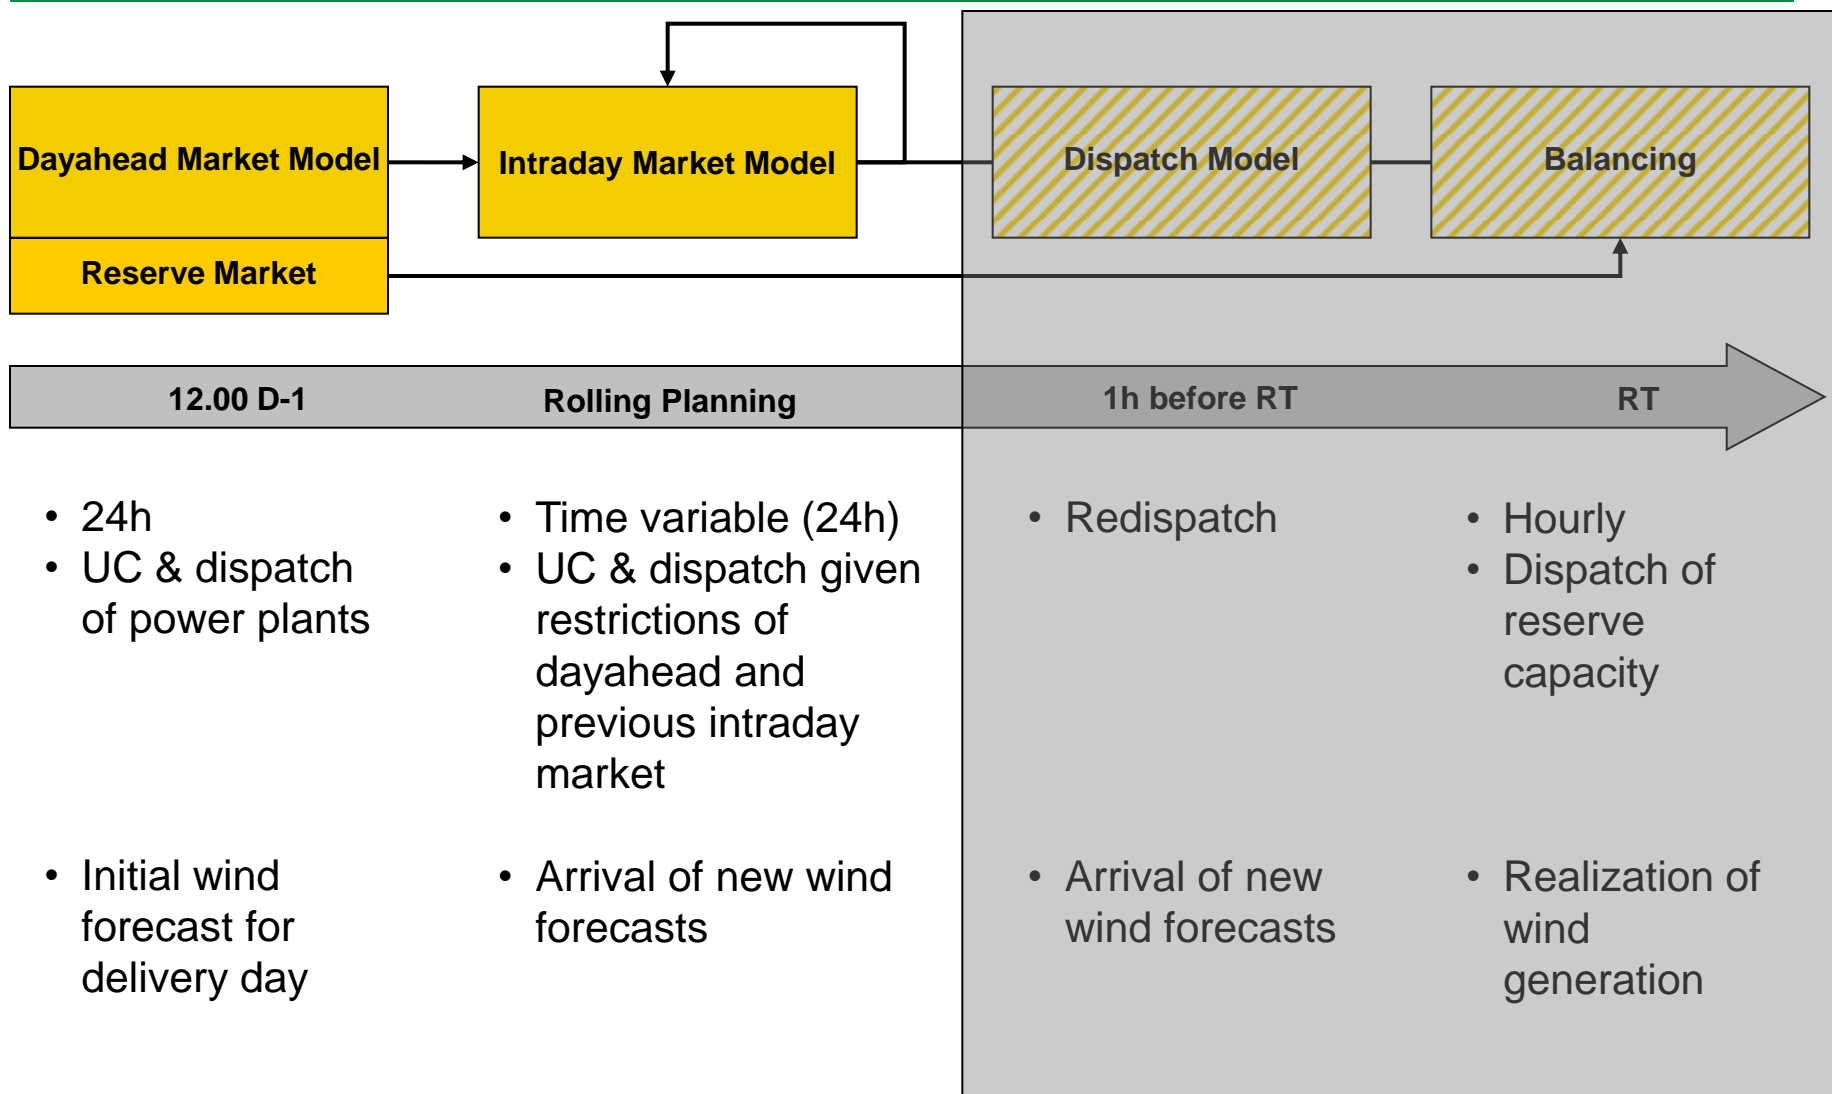 Dayahead Market Model
Intraday Market Model
Dispatch Model
Balancing
Reserve Market
12.00 D-1
Rolling Planning
1h before RT
RT
• 24h
• UC & dispatch
of power plants
• Initial wind
forecast for
delivery day
• Time variable (24h)
• UC & dispatch given
restrictions of
dayahead and
previous intraday
market
• Arrival of new wind
forecasts
• Redispatch
• Arrival of new
wind forecasts
• Hourly
• Dispatch of
reserve
capacity
• Realization of
wind
generation